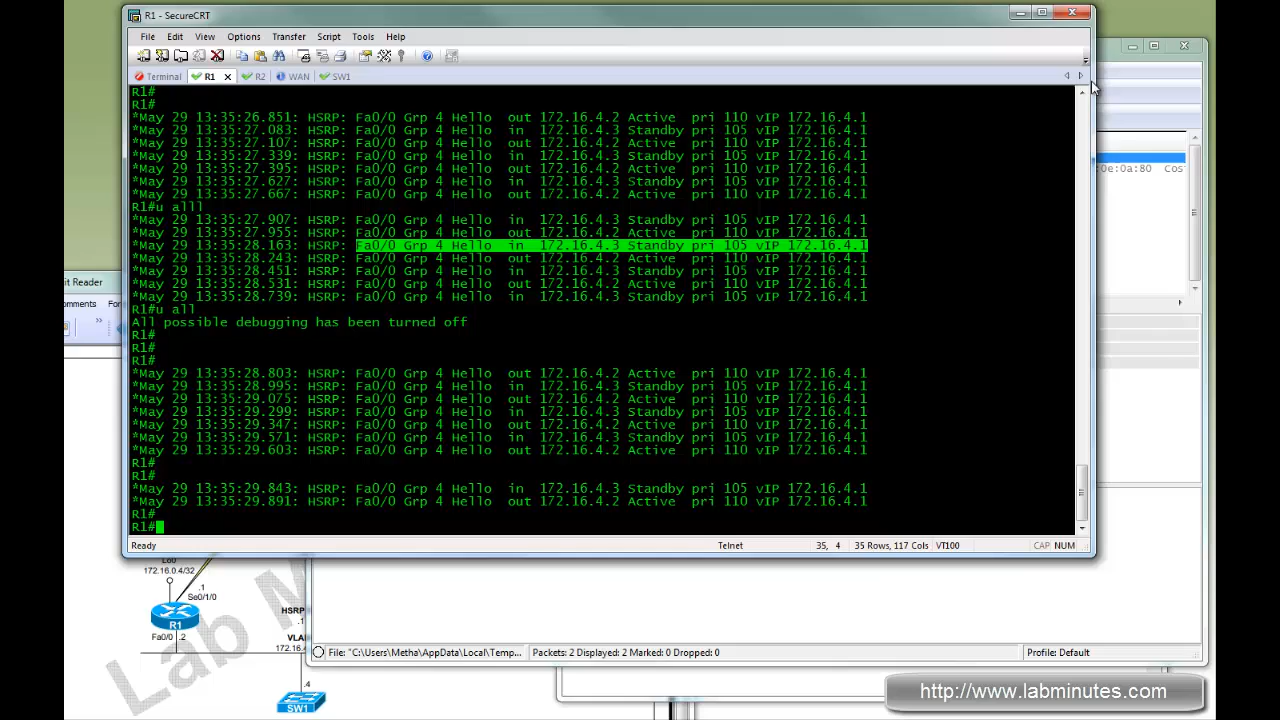 R1 - SecureCRT
File Edit View Options Transfer Script Tools Help
Terminal R1 x R2 WAN SW1
R1#
R1#
*May 29 13:35:26.851: HSRP: Fa0/0 Grp 4 Hello  out 172.16.4.2 Active  pri 110 vIP 172.16.4.1
*May 29 13:35:27.083: HSRP: Fa0/0 Grp 4 Hello  in  172.16.4.3 Standby pri 105 vIP 172.16.4.1
*May 29 13:35:27.107: HSRP: Fa0/0 Grp 4 Hello  out 172.16.4.2 Active  pri 110 vIP 172.16.4.1
*May 29 13:35:27.339: HSRP: Fa0/0 Grp 4 Hello  in  172.16.4.3 Standby pri 105 vIP 172.16.4.1
*May 29 13:35:27.395: HSRP: Fa0/0 Grp 4 Hello  out 172.16.4.2 Active  pri 110 vIP 172.16.4.1
*May 29 13:35:27.627: HSRP: Fa0/0 Grp 4 Hello  in  172.16.4.3 Standby pri 105 vIP 172.16.4.1
*May 29 13:35:27.667: HSRP: Fa0/0 Grp 4 Hello  out 172.16.4.2 Active  pri 110 vIP 172.16.4.1
R1#u alll
*May 29 13:35:27.907: HSRP: Fa0/0 Grp 4 Hello  in  172.16.4.3 Standby pri 105 vIP 172.16.4.1
*May 29 13:35:27.955: HSRP: Fa0/0 Grp 4 Hello  out 172.16.4.2 Active  pri 110 vIP 172.16.4.1
*May 29 13:35:28.163: HSRP: Fa0/0 Grp 4 Hello  in  172.16.4.3 Standby pri 105 vIP 172.16.4.1
*May 29 13:35:28.243: HSRP: Fa0/0 Grp 4 Hello  out 172.16.4.2 Active  pri 110 vIP 172.16.4.1
*May 29 13:35:28.451: HSRP: Fa0/0 Grp 4 Hello  in  172.16.4.3 Standby pri 105 vIP 172.16.4.1
*May 29 13:35:28.531: HSRP: Fa0/0 Grp 4 Hello  out 172.16.4.2 Active  pri 110 vIP 172.16.4.1
*May 29 13:35:28.739: HSRP: Fa0/0 Grp 4 Hello  in  172.16.4.3 Standby pri 105 vIP 172.16.4.1
R1#u all
All possible debugging has been turned off
R1#
R1#
R1#
*May 29 13:35:28.803: HSRP: Fa0/0 Grp 4 Hello  out 172.16.4.2 Active  pri 110 vIP 172.16.4.1
*May 29 13:35:28.995: HSRP: Fa0/0 Grp 4 Hello  in  172.16.4.3 Standby pri 105 vIP 172.16.4.1
*May 29 13:35:29.075: HSRP: Fa0/0 Grp 4 Hello  out 172.16.4.2 Active  pri 110 vIP 172.16.4.1
*May 29 13:35:29.299: HSRP: Fa0/0 Grp 4 Hello  in  172.16.4.3 Standby pri 105 vIP 172.16.4.1
*May 29 13:35:29.347: HSRP: Fa0/0 Grp 4 Hello  out 172.16.4.2 Active  pri 110 vIP 172.16.4.1
*May 29 13:35:29.571: HSRP: Fa0/0 Grp 4 Hello  in  172.16.4.3 Standby pri 105 vIP 172.16.4.1
*May 29 13:35:29.603: HSRP: Fa0/0 Grp 4 Hello  out 172.16.4.2 Active  pri 110 vIP 172.16.4.1
R1#
R1#
*May 29 13:35:29.843: HSRP: Fa0/0 Grp 4 Hello  in  172.16.4.3 Standby pri 105 vIP 172.16.4.1
*May 29 13:35:29.891: HSRP: Fa0/0 Grp 4 Hello  out 172.16.4.2 Active  pri 110 vIP 172.16.4.1
R1#
R1#
Ready Telnet 35, 4 35 Rows, 117 Cols VT100 CAP NUM
:0e:0a:80 Cos
it Reader
omments For
»
Lo0
172.16.0.4/32
.1
Se0/1/0
R1
Fa0/0 .2
HSRP
.1
VLA
172.16.4
.4
SW1
Lab M
File: "C:\Users\Metha\AppData\Local\Temp... Packets: 2 Displayed: 2 Marked: 0 Dropped: 0 Profile: Default
http://www.labminutes.com